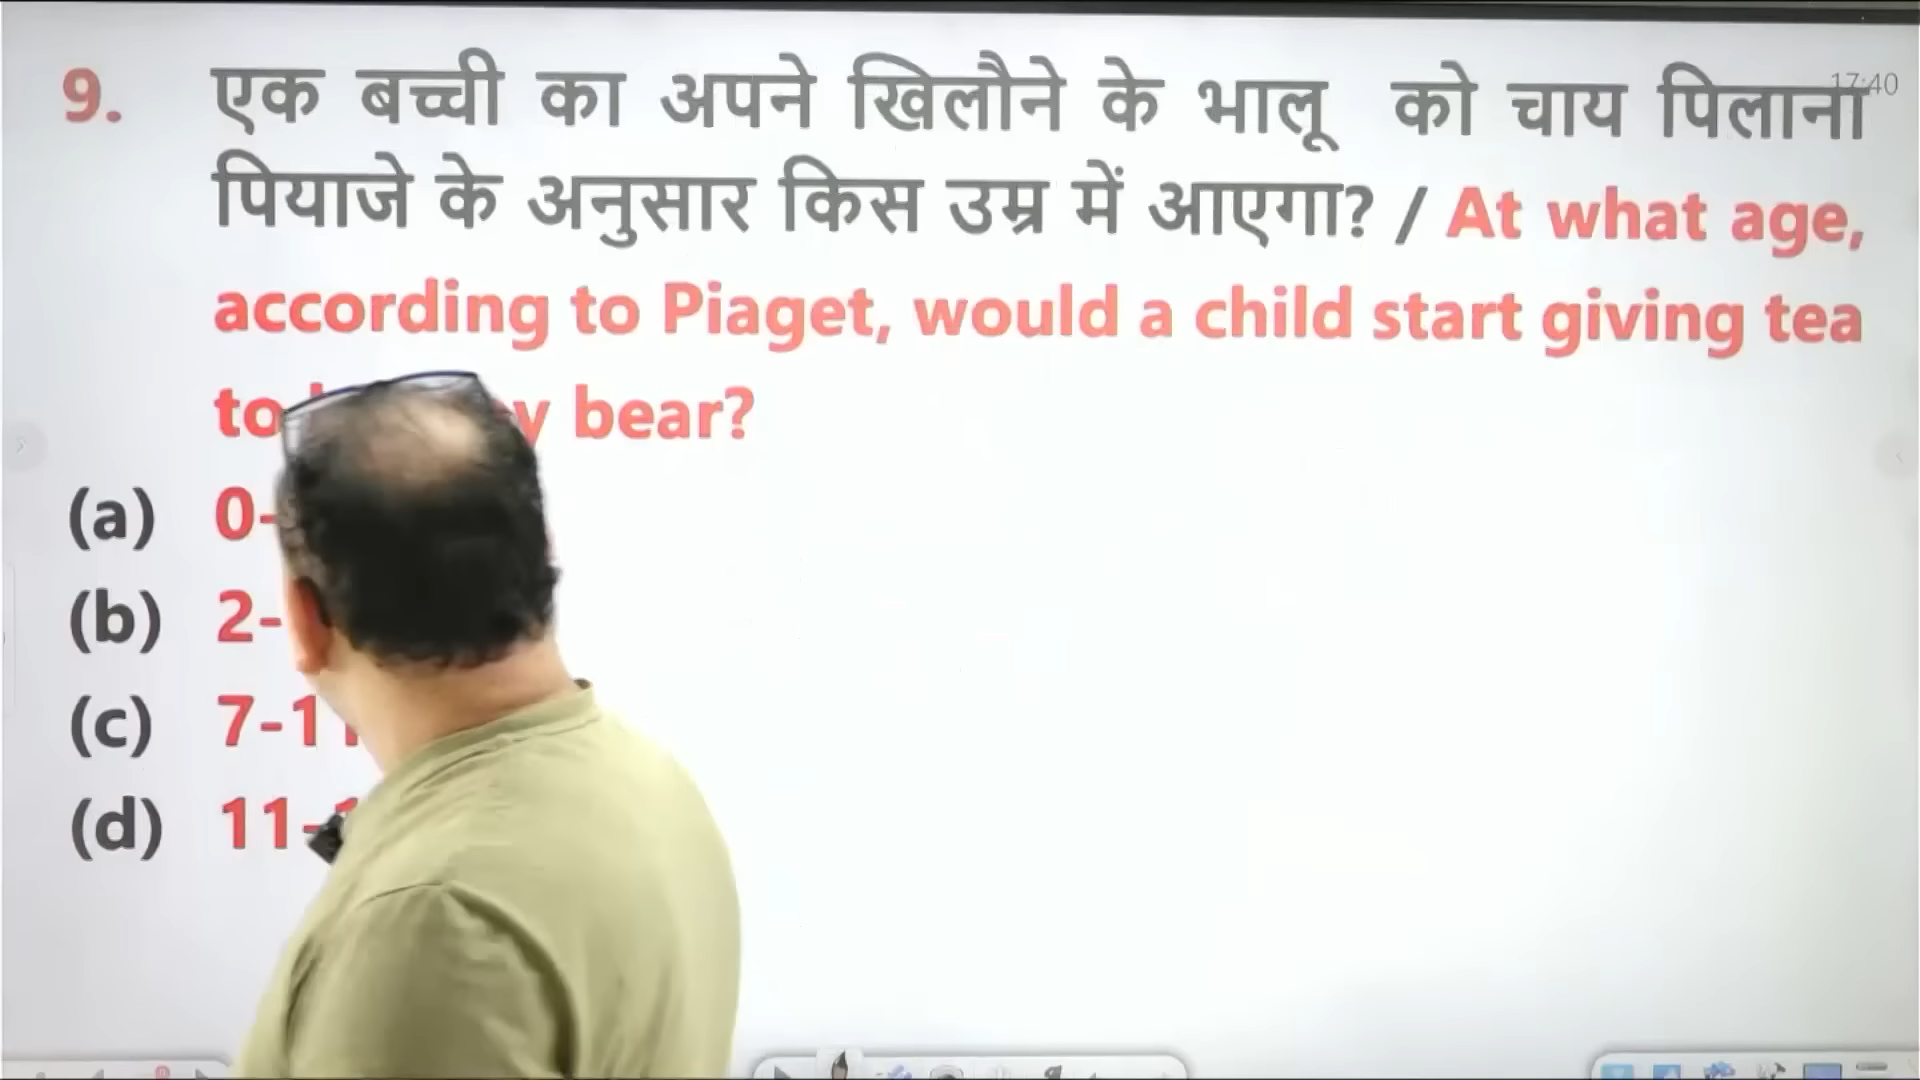 17:40
9. एक बच्ची का अपने खिलौने के भालू को चाय पिलाना
पियाजे के अनुसार किस उम्र में आएगा? / At what age,
according to Piaget, would a child start giving tea
to bear?
(a) 0-
(b) 2-
(c) 7-11
(d) 11-